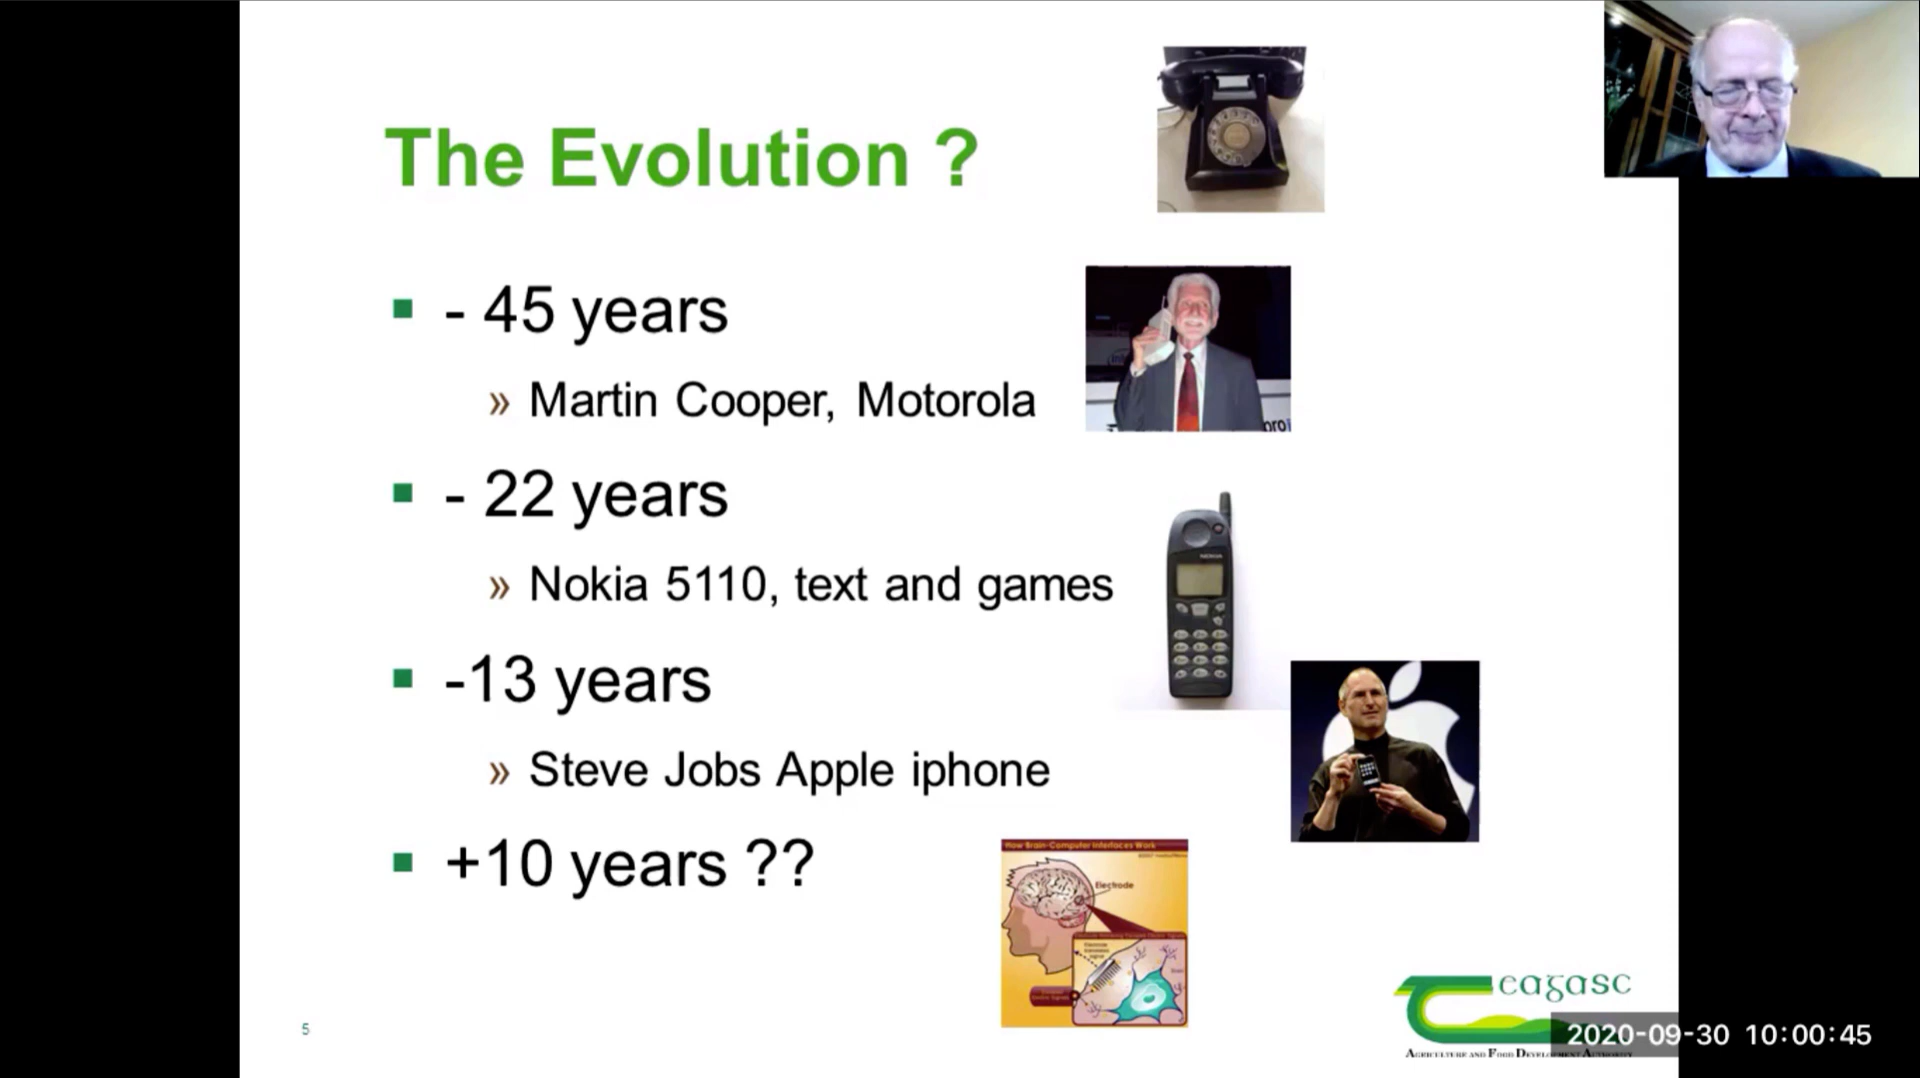 The Evolution ?
- 45 years
» Martin Cooper, Motorola
- 22 years
» Nokia 5110, text and games
NOKIA
-13 years
» Steve Jobs Apple iphone
+10 years ??
How Brain-Computer Interfaces Work
Electrode
eagasc
Agriculture and Food Development Authority
5
2020-09-30 10:00:45